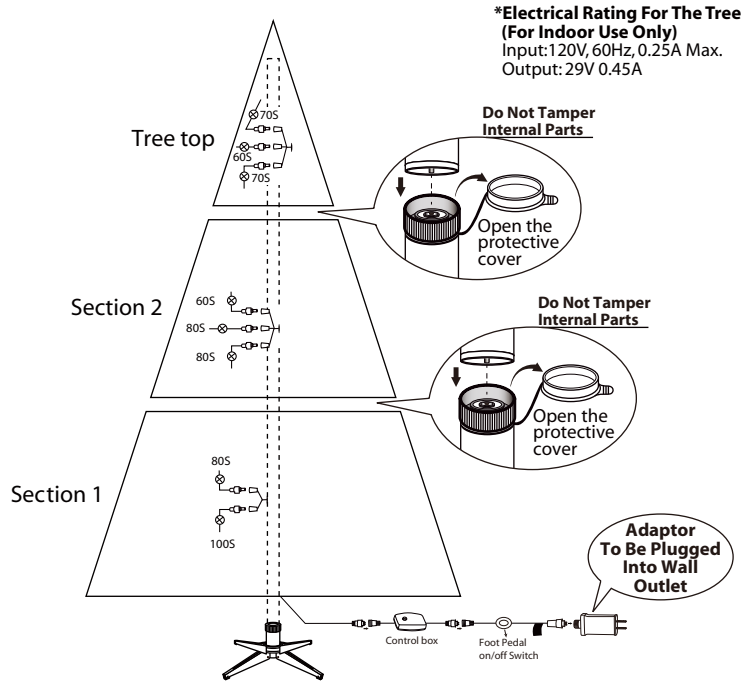 *Electrical Rating For The Tree
(For Indoor Use Only)
Input:120V, 60Hz, 0.25A Max.
Output: 29V 0.45A
Do Not Tamper
Internal Parts
70S
Tree top
60S
70S
Open the
protective
cover
Section 2
60S
80S
80S
Do Not Tamper
Internal Parts
Open the
protective
cover
Section 1
80S
100S
Adaptor
To Be Plugged
Into Wall
Outlet
Control box
Foot Pedal
on/off Switch